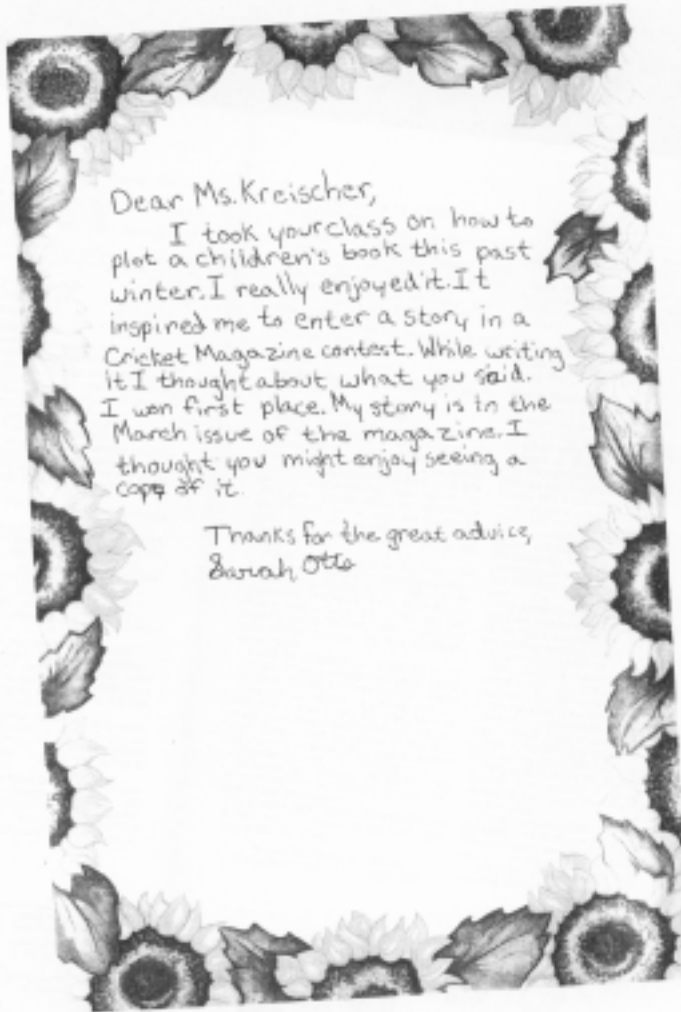 Dear Ms. Kreischer,
I took your class on how to
plot a children's book this past
winter. I really enjoyed it. It
inspired me to enter a story in a
Cricket Magazine contest. While writing
it I thought about what you said.
I won first place. My story is in the
March issue of the magazine. I
thought you might enjoy seeing a
copy of it.
Thanks for the great advice,
Sarah Otto